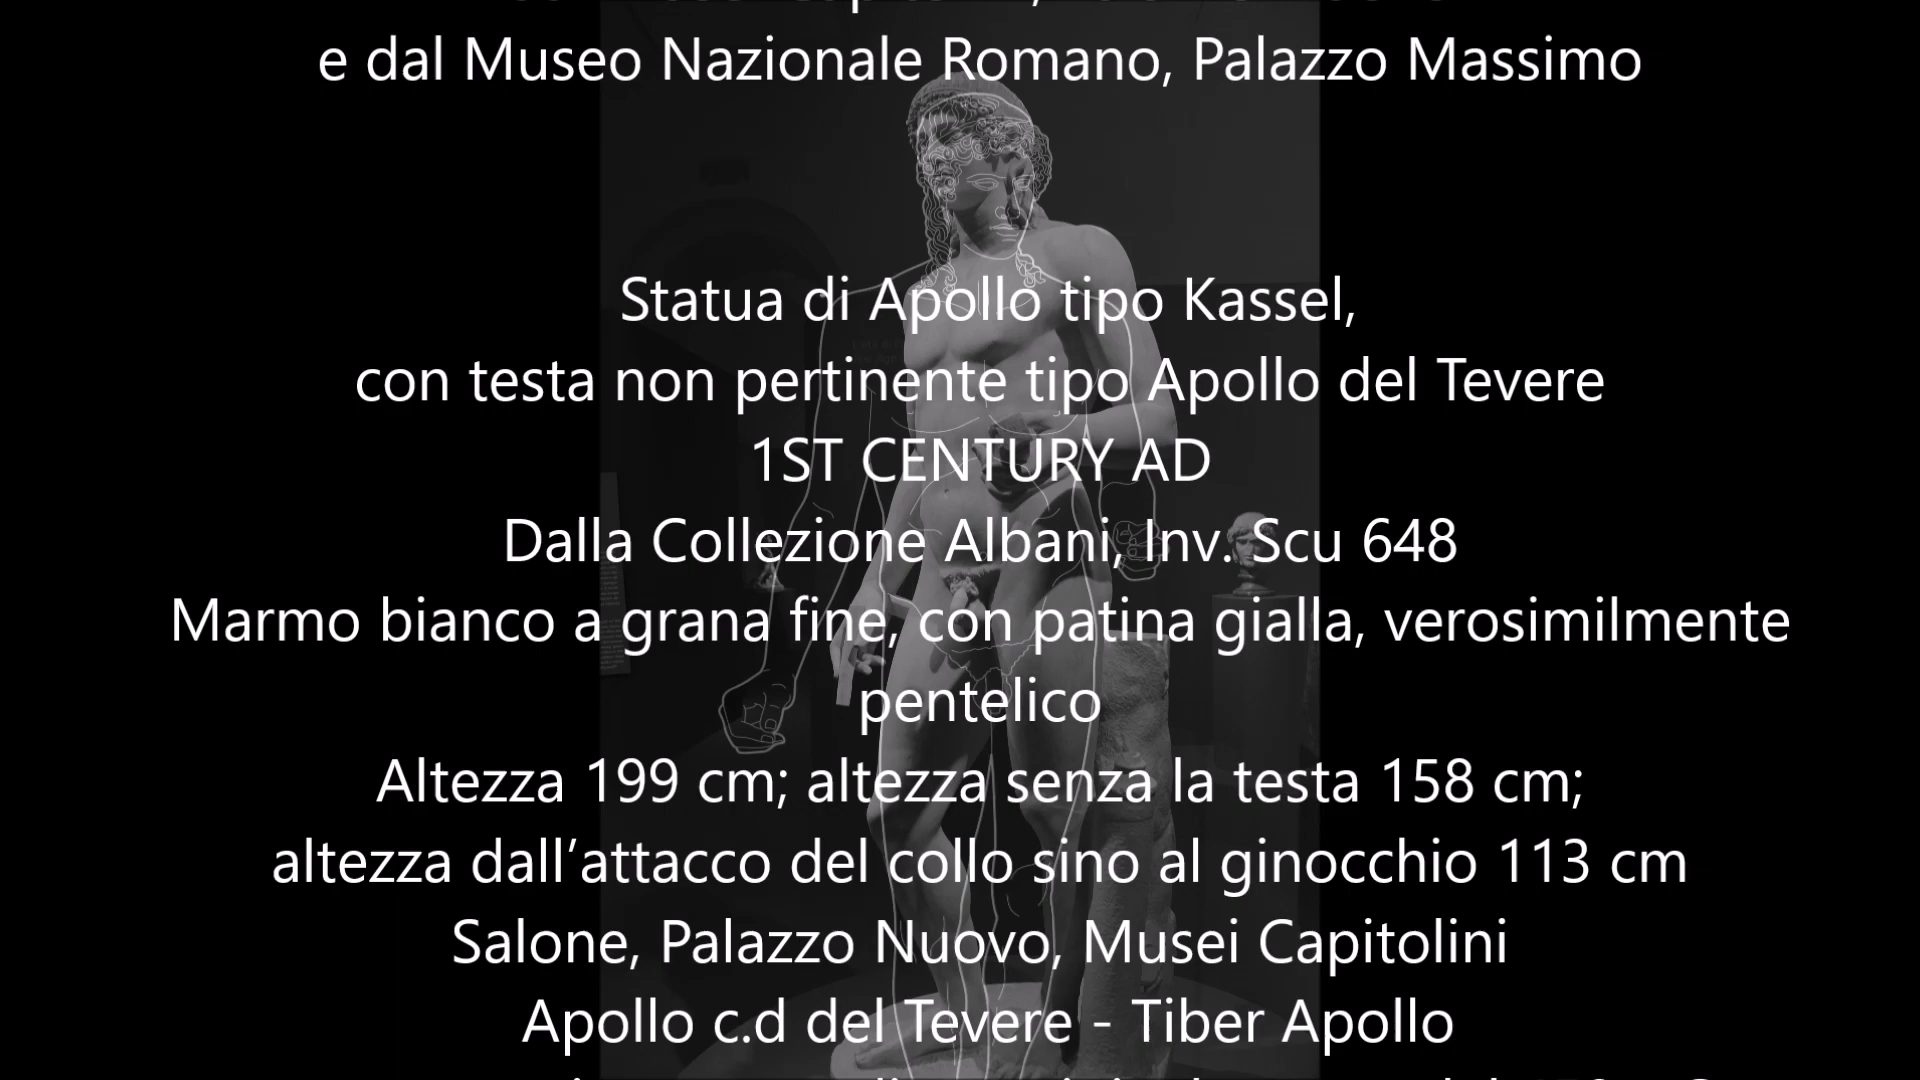 e dal Museo Nazionale Romano, Palazzo Massimo
Statua di Apollo tipo Kassel,
con testa non pertinente tipo Apollo del Tevere
1ST CENTURY AD
Dalla Collezione Albani, Inv. Scu 648
Marmo bianco a grana fine, con patina gialla, verosimilmente
pentelico
Altezza 199 cm; altezza senza la testa 158 cm;
altezza dall’attacco del collo sino al ginocchio 113 cm
Salone, Palazzo Nuovo, Musei Capitolini
Apollo c.d del Tevere - Tiber Apollo